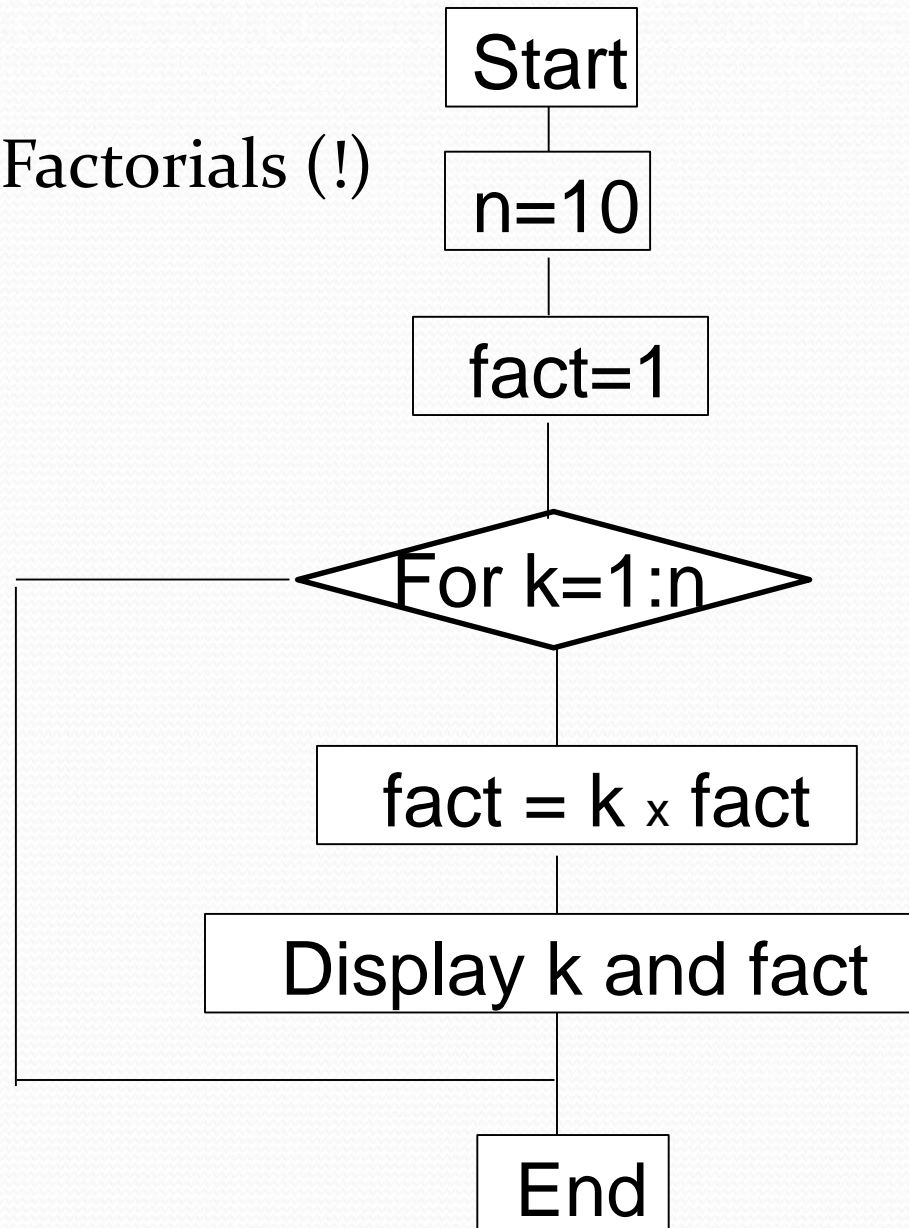 Start
Factorials (!)
n=10
fact=1
For k=1:n
fact = k x fact
Display k and fact
End